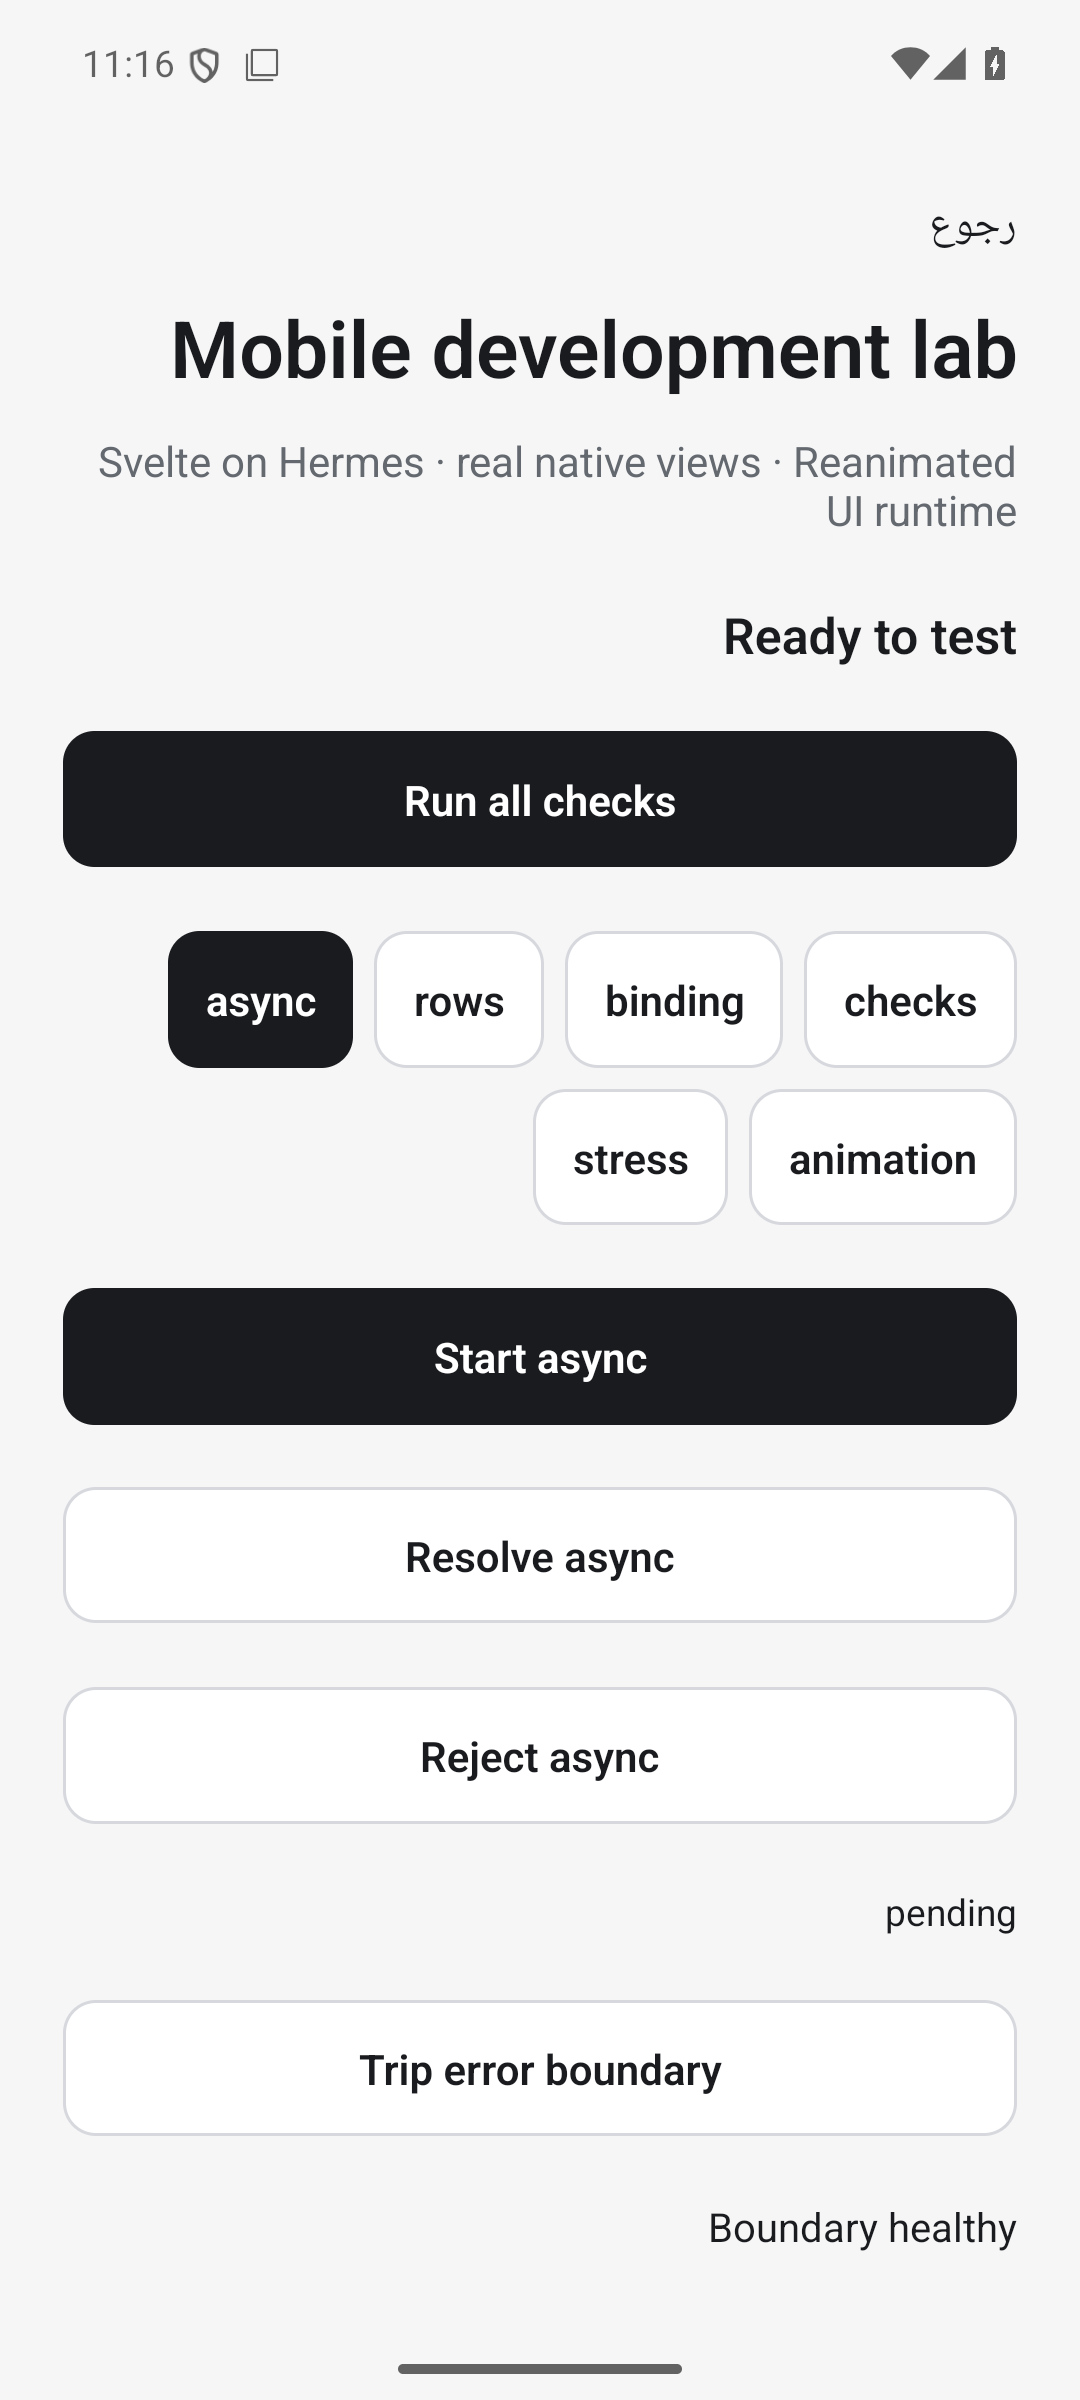 11:16
رجوع
Mobile development lab
Svelte on Hermes · real native views · Reanimated
UI runtime
Ready to test
Run all checks
checks
binding
rows
async
animation
stress
Start async
Resolve async
Reject async
pending
Trip error boundary
Boundary healthy